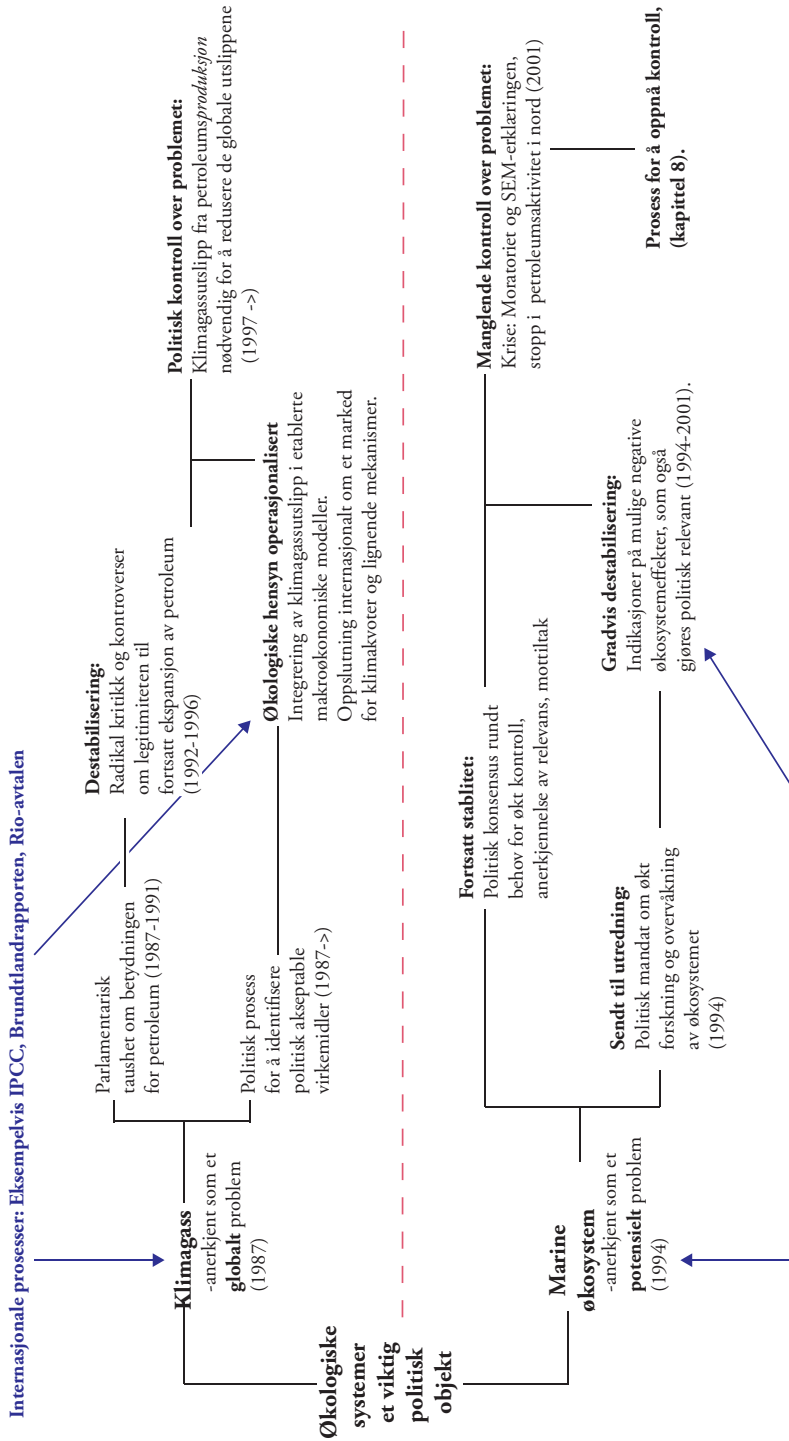 Internasjonale prosesser: Eksempelvis IPCC, Brundtlandrapporten, Rio-avtalen
Økologiske
systemer
et viktig
politisk
objekt
Klimagass
-anerkjent som et
globalt problem
(1987)
Parlamentarisk
taushet om betydningen
for petroleum (1987-1991)
Politisk prosess
for å identifisere
politisk akseptable
virkemidler (1987->)
Destabilisering:
Radikal kritikk og kontroverser
om legitimiteten til
fortsatt ekspansjon av petroleum
(1992-1996)
Økologiske hensyn operasjonalisert
Integrering av klimagassutslipp i etablerte
makroøkonomiske modeller.
Oppslutning internasjonalt om et marked
for klimakvoter og lignende mekanismer.
Politisk kontroll over problemet:
Klimagassutslipp fra petroleumsproduksjon
nødvendig for å redusere de globale utslippene
(1997 ->)
Marine
økosystem
-anerkjent som et
potensielt problem
(1994)
Fortsatt stablitet:
Politisk konsensus rundt
behov for økt kontroll,
anerkjennelse av relevans, mottiltak
Sendt til utredning:
Politisk mandat om økt
forskning og overvåkning
av økosystemet
(1994)
Gradvis destabilisering:
Indikasjoner på mulige negative
økosystemeffekter, som også
gjøres politisk relevant (1994-2001).
Manglende kontroll over problemet:
Krise: Moratoriet og SEM-erklæringen,
stopp i petroleumsaktivitet i nord (2001)
Prosess for å oppnå kontroll,
(kapittel 8).